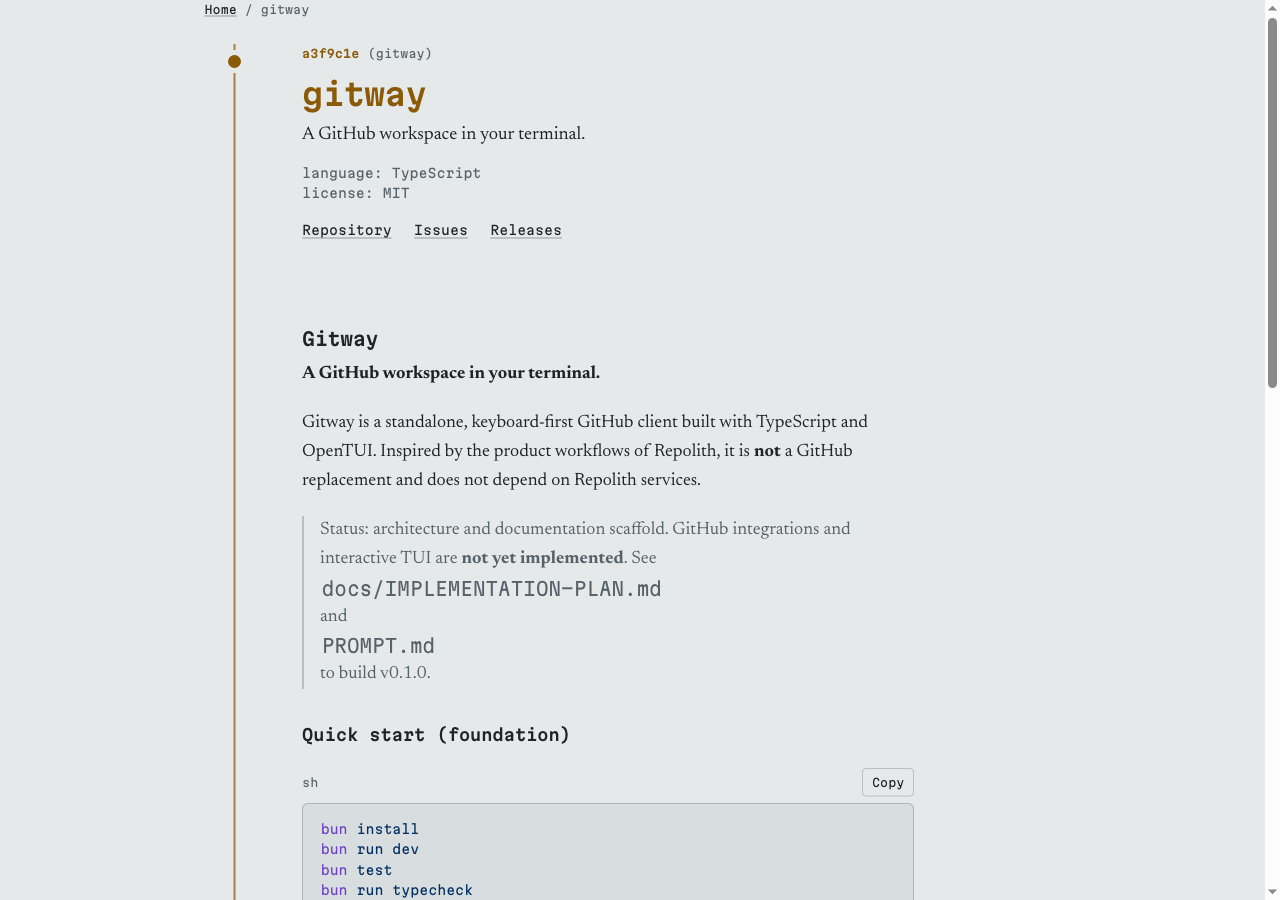 Home / gitway
a3f9c1e (gitway)
gitway
A GitHub workspace in your terminal.
language: TypeScript
license: MIT
Repository Issues Releases
Gitway
A GitHub workspace in your terminal.
Gitway is a standalone, keyboard-first GitHub client built with TypeScript and
OpenTUI. Inspired by the product workflows of Repolith, it is not a GitHub
replacement and does not depend on Repolith services.
Status: architecture and documentation scaffold. GitHub integrations and
interactive TUI are not yet implemented. See
docs/IMPLEMENTATION-PLAN.md
and
PROMPT.md
to build v0.1.0.
Quick start (foundation)
sh
Copy
bun install
bun run dev
bun test
bun run typecheck